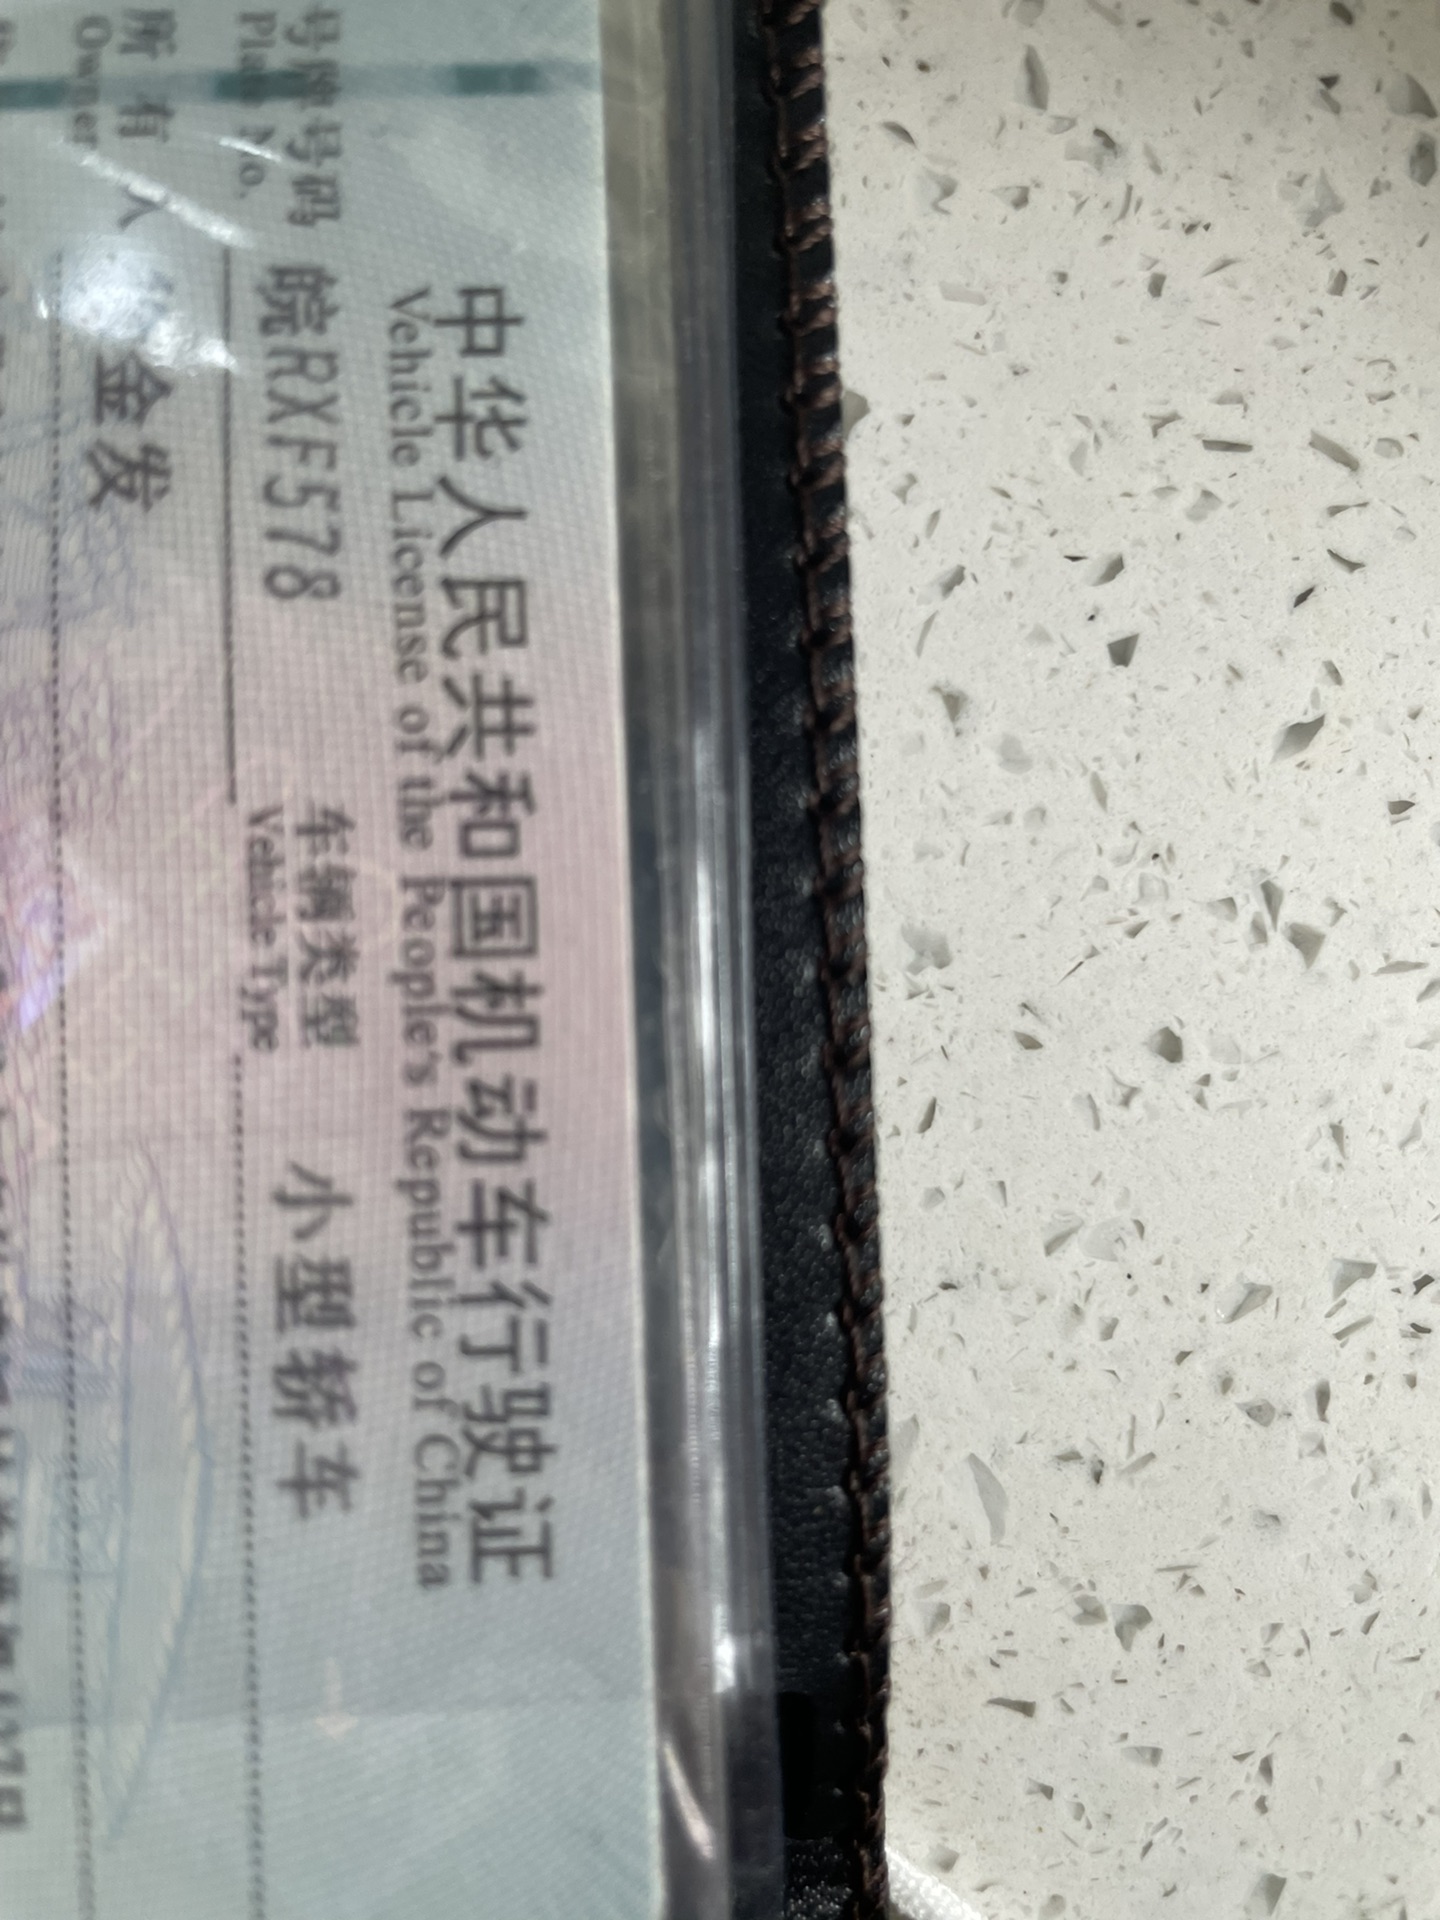 中华人民共和国机动车行驶证
Vehicle License of the People's Republic of China
号牌号码 皖RXF578 车辆类型 小型轿车
Plate No. Vehicle Type
所有人 金发
Owner